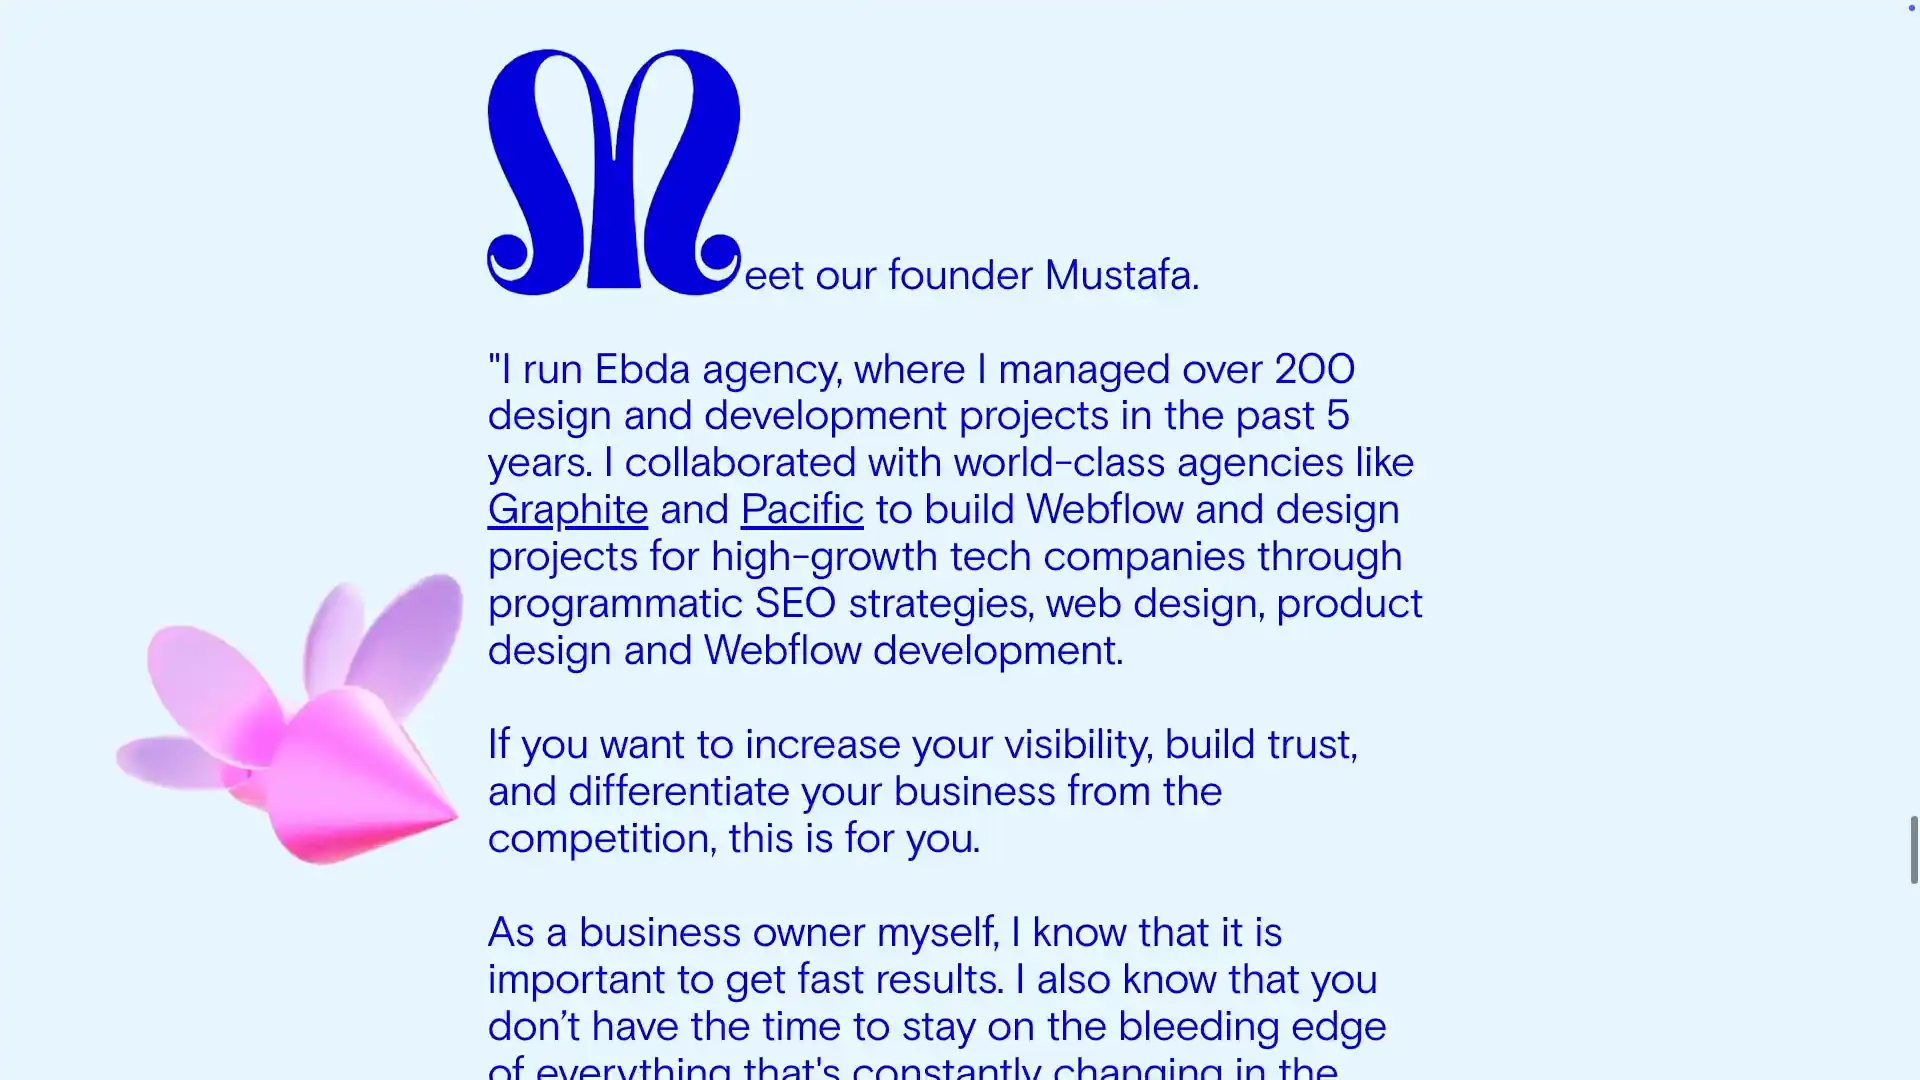 Meet our founder Mustafa.
"I run Ebda agency, where I managed over 200
design and development projects in the past 5
years. I collaborated with world-class agencies like
Graphite and Pacific to build Webflow and design
projects for high-growth tech companies through
programmatic SEO strategies, web design, product
design and Webflow development.
If you want to increase your visibility, build trust,
and differentiate your business from the
competition, this is for you.
As a business owner myself, I know that it is
important to get fast results. I also know that you
don’t have the time to stay on the bleeding edge
of everything that's constantly changing in the